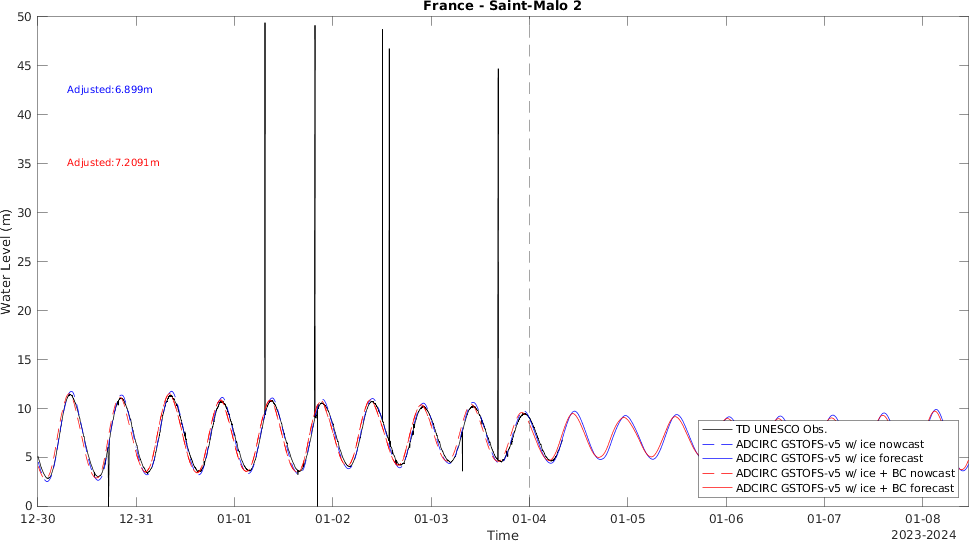 France - Saint-Malo 2
50
45
40
35
30
25
20
15
10
5
0
Water Level (m)
Adjusted:6.899m
Adjusted:7.2091m
TD UNESCO Obs.
ADCIRC GSTOFS-v5 w/ ice nowcast
ADCIRC GSTOFS-v5 w/ ice forecast
ADCIRC GSTOFS-v5 w/ ice + BC nowcast
ADCIRC GSTOFS-v5 w/ ice + BC forecast
12-30 12-31 01-01 01-02 01-03 01-04 01-05 01-06 01-07 01-08
Time
2023-2024